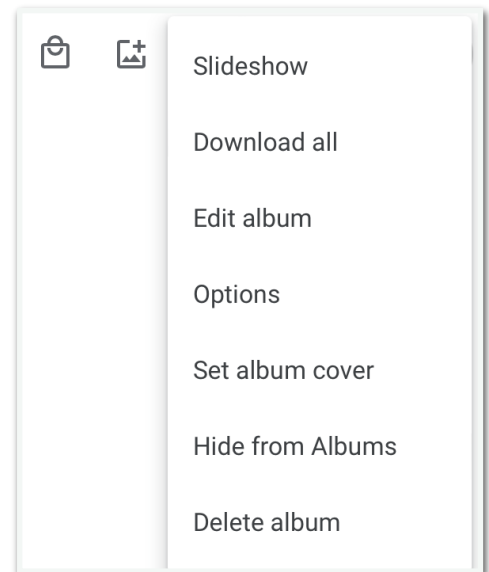 Slideshow
Download all
Edit album
Options
Set album cover
Hide from Albums
Delete album